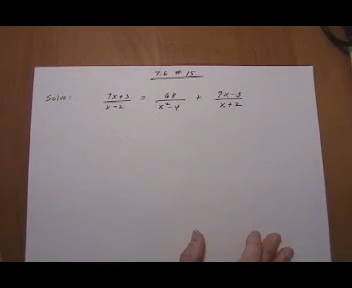 7.6 # 15
Solve: 7x+3 / x-2 = 68 / x²-4 + 7x-3 / x+2